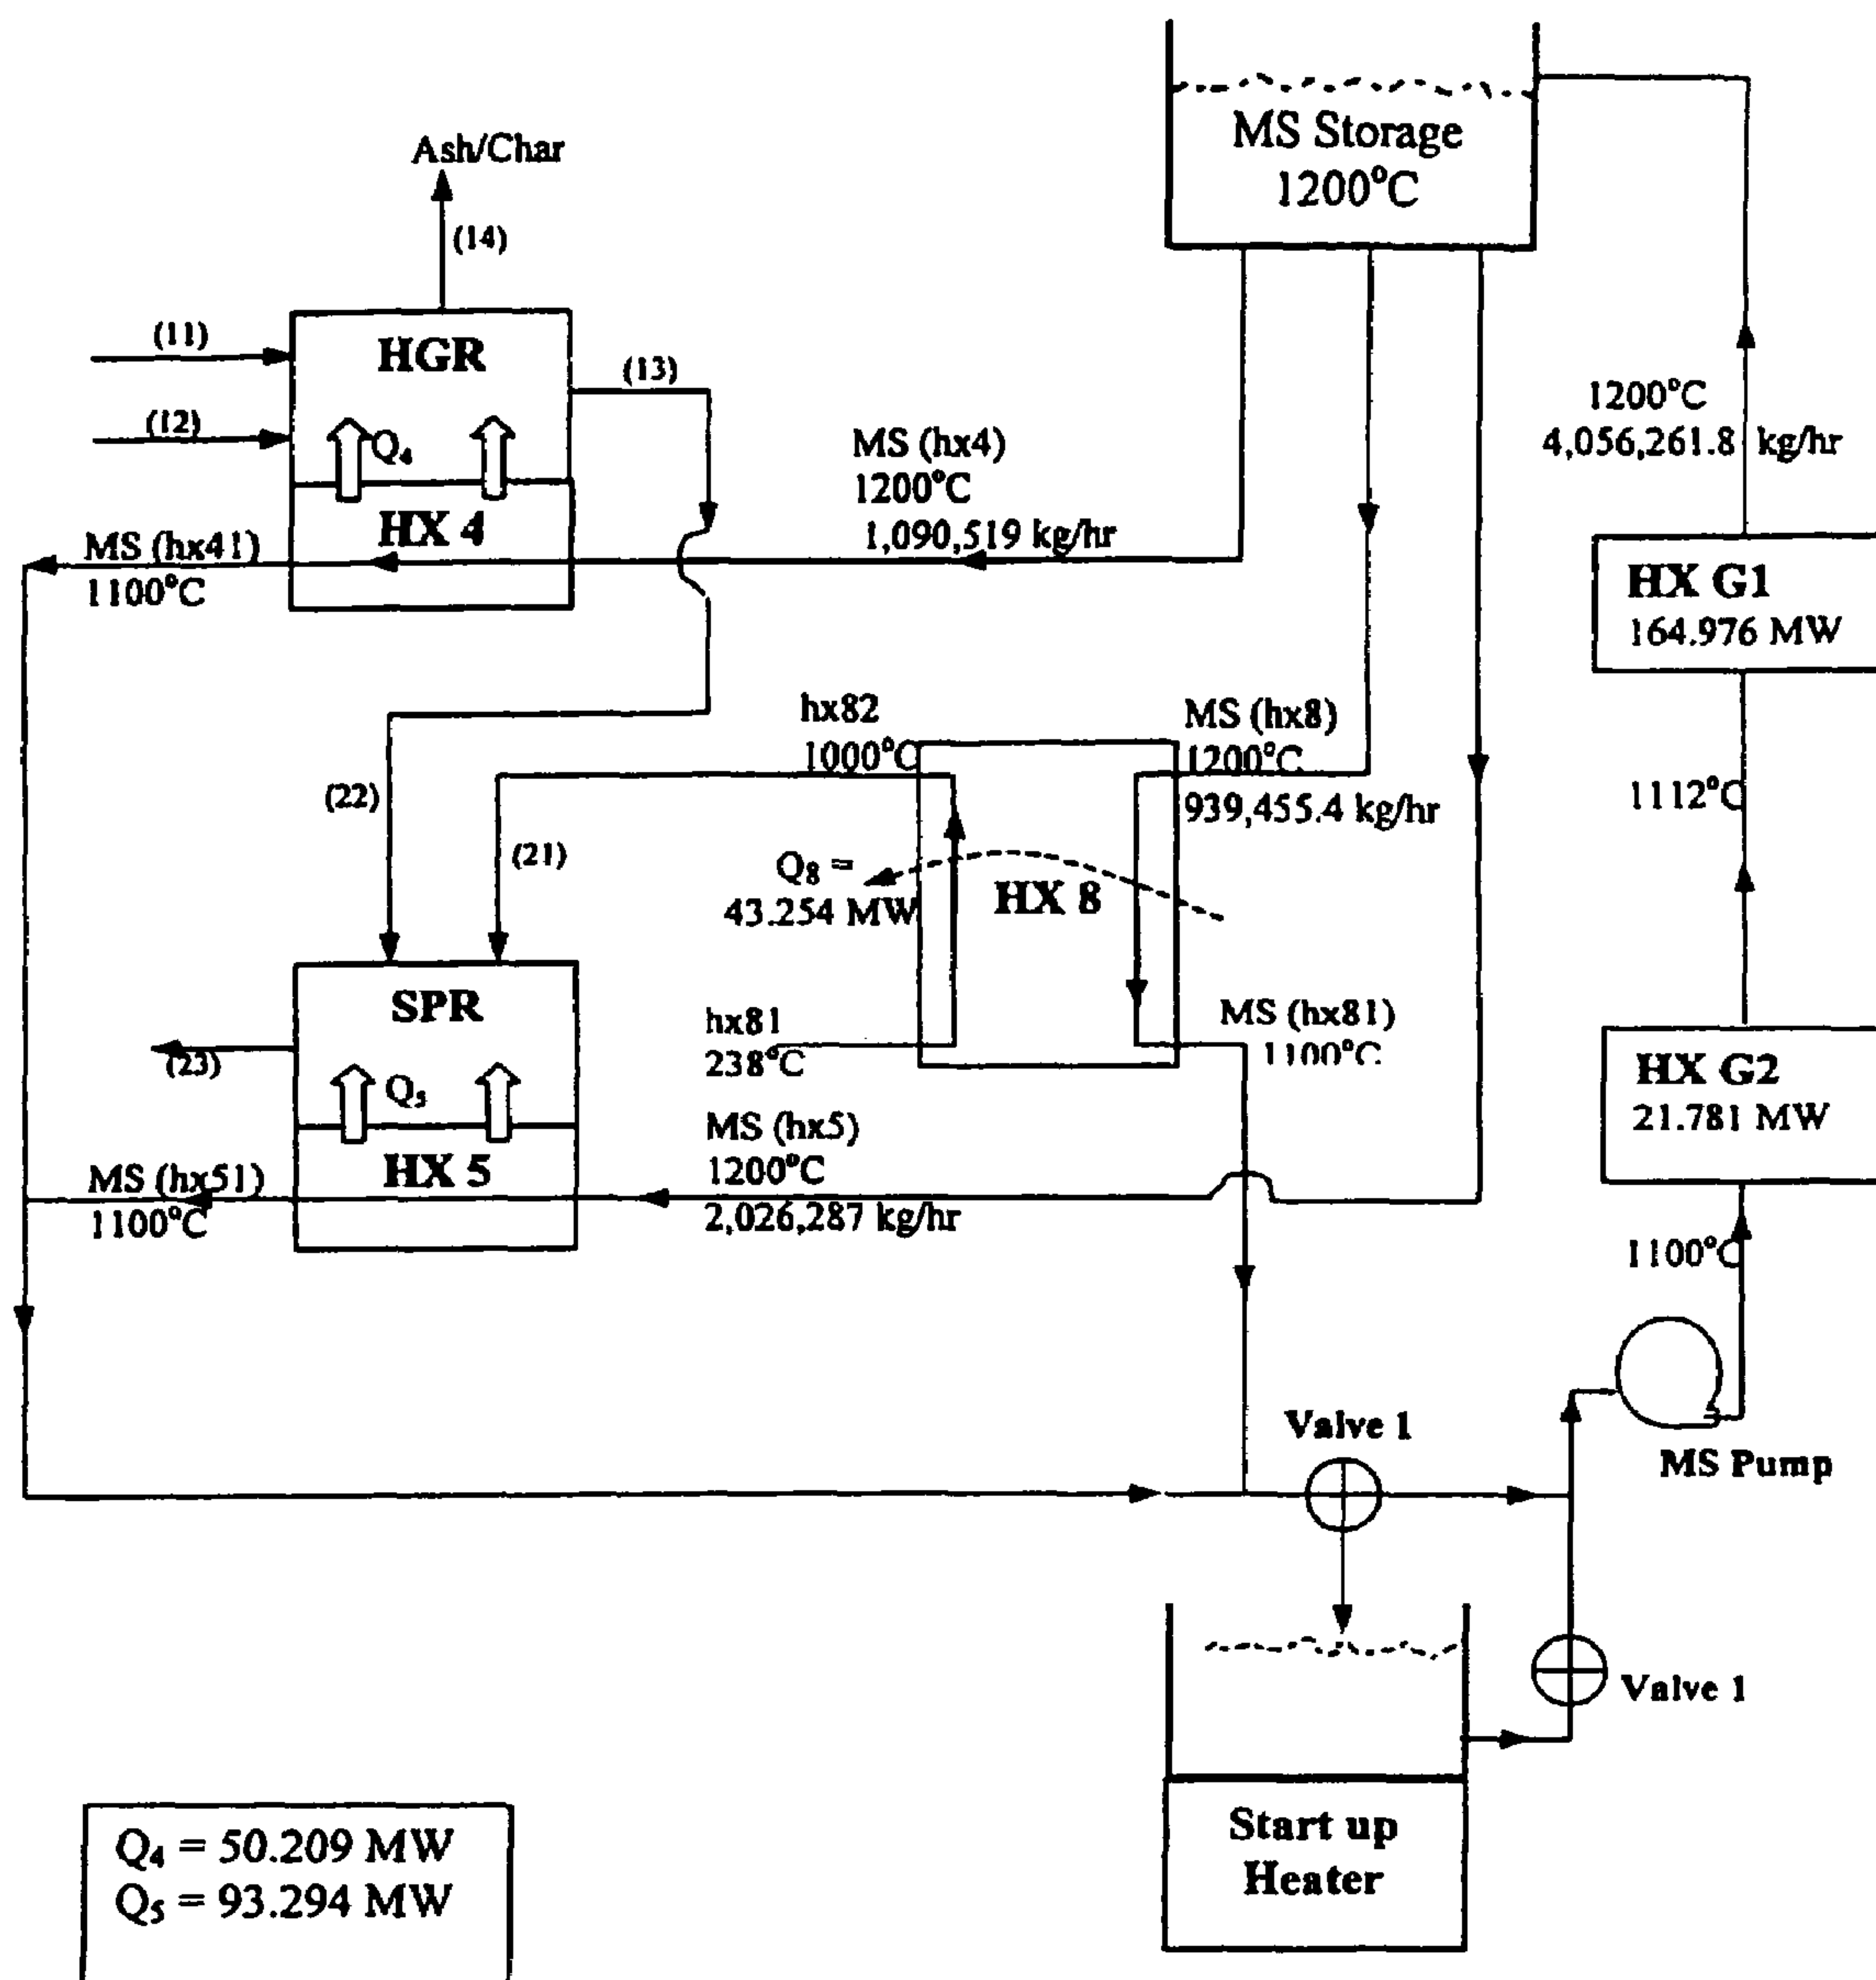 MS Storage
1200°C
Ash/Char
(14)
(11)
HGR
(13)
(12)
Q₄
1200°C
4,056,261.8 kg/hr
MS (hx4)
1200°C
1,090,519 kg/hr
HX 4
MS (hx41)
1100°C
HX G1
164.976 MW
hx82
1000°C
MS (hx8)
1200°C
939,455.4 kg/hr
1112°C
(22)
(21)
Q₈ =
43.254 MW
HX 8
SPR
hx81
238°C
MS (hx81)
1100°C
(23)
Q₅
HX G2
21.781 MW
MS (hx5)
1200°C
2,026,287 kg/hr
HX 5
MS (hx51)
1100°C
1100°C
Valve 1
MS Pump
Valve 1
Start up
Heater
Q₄ = 50.209 MW
Q₅ = 93.294 MW